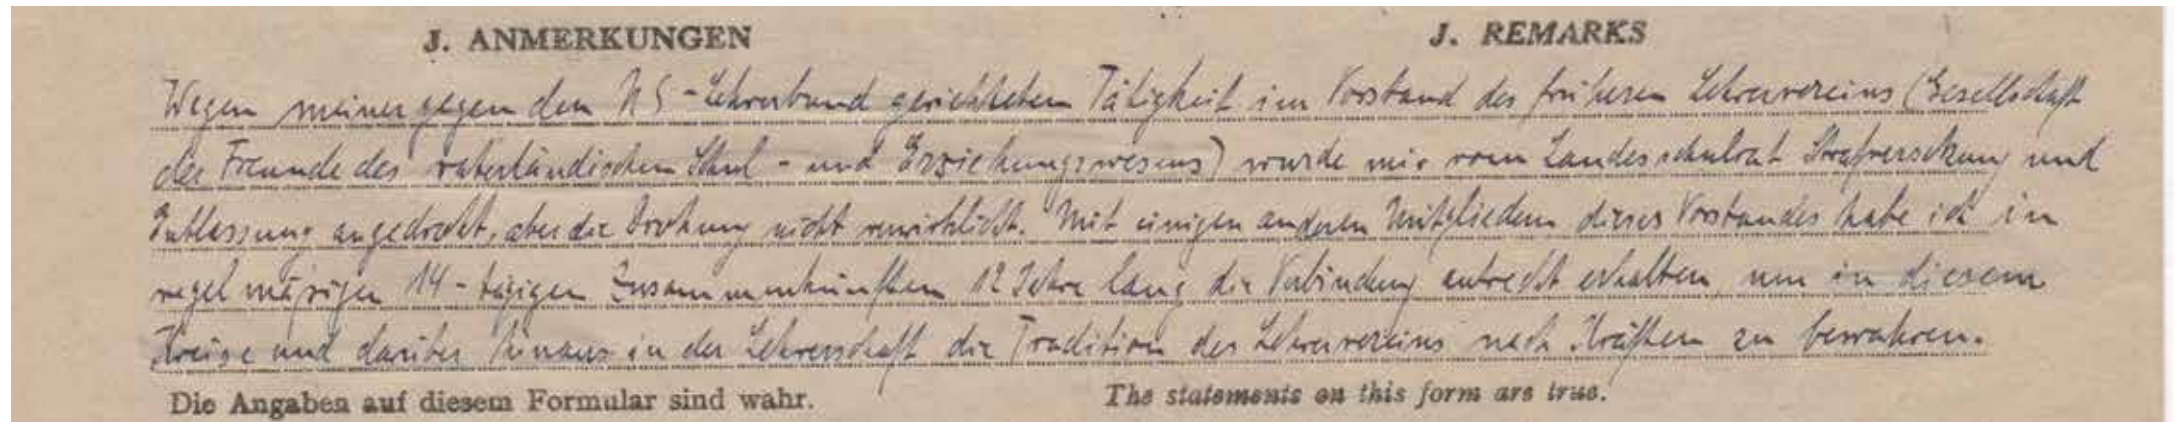 J. ANMERKUNGEN J. REMARKS
Wegen meiner gegen den NS-Lehrerbund gerichteten Tätigkeit im Vorstand des früheren Lehrervereins (Gesellschaft
der Freunde des vaterländischen Schul- und Erziehungswesens) wurde mir vom Landesschulrat Strafversetzung und
Entlassung angedroht, aber die Drohung nicht verwirklicht. Mit einigen anderen Mitgliedern dieses Vorstandes habe ich in
regelmäßigen 14-tägigen Zusammenkünften 12 Jahre lang die Verbindung aufrecht erhalten, um in diesem
Kreise und darüber hinaus in der Lehrerschaft die Tradition des Lehrervereins nach Kräften zu bewahren.
Die Angaben auf diesem Formular sind wahr. The statements on this form are true.